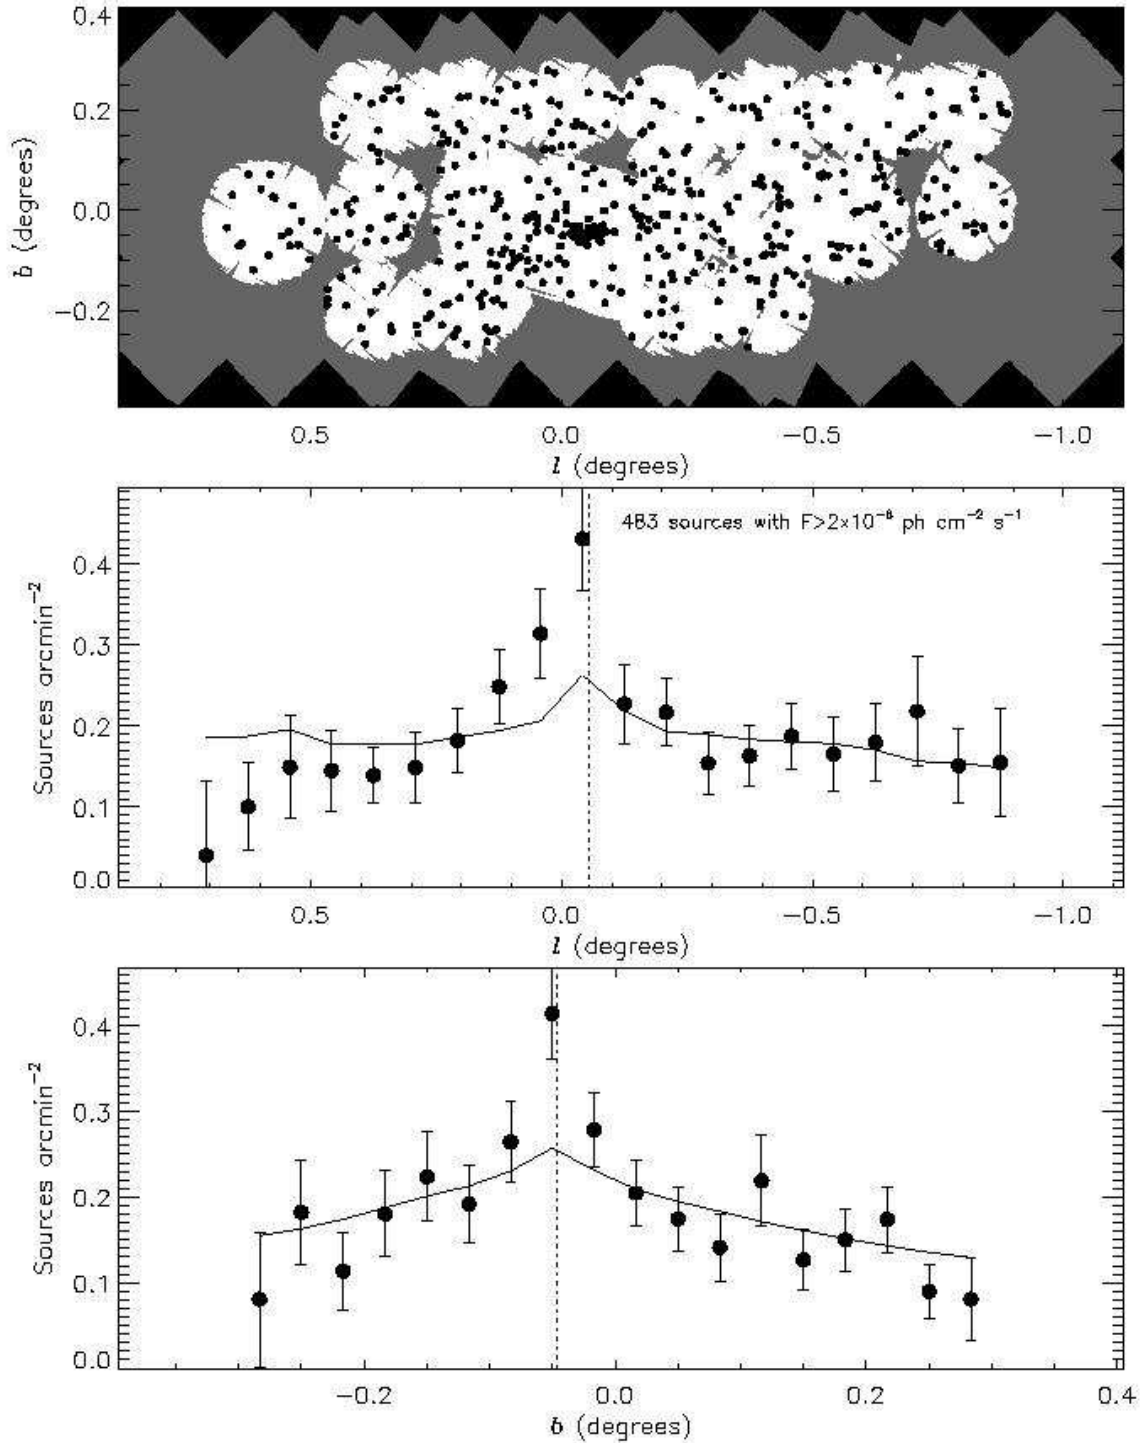 0.4
0.2
0.0
−0.2
b (degrees)
0.5 0.0 −0.5 −1.0
l (degrees)
483 sources with F>2×10⁻⁶ ph cm⁻² s⁻¹
0.4
0.3
0.2
0.1
0.0
Sources arcmin⁻²
0.5 0.0 −0.5 −1.0
l (degrees)
0.4
0.3
0.2
0.1
0.0
Sources arcmin⁻²
−0.2 0.0 0.2 0.4
b (degrees)